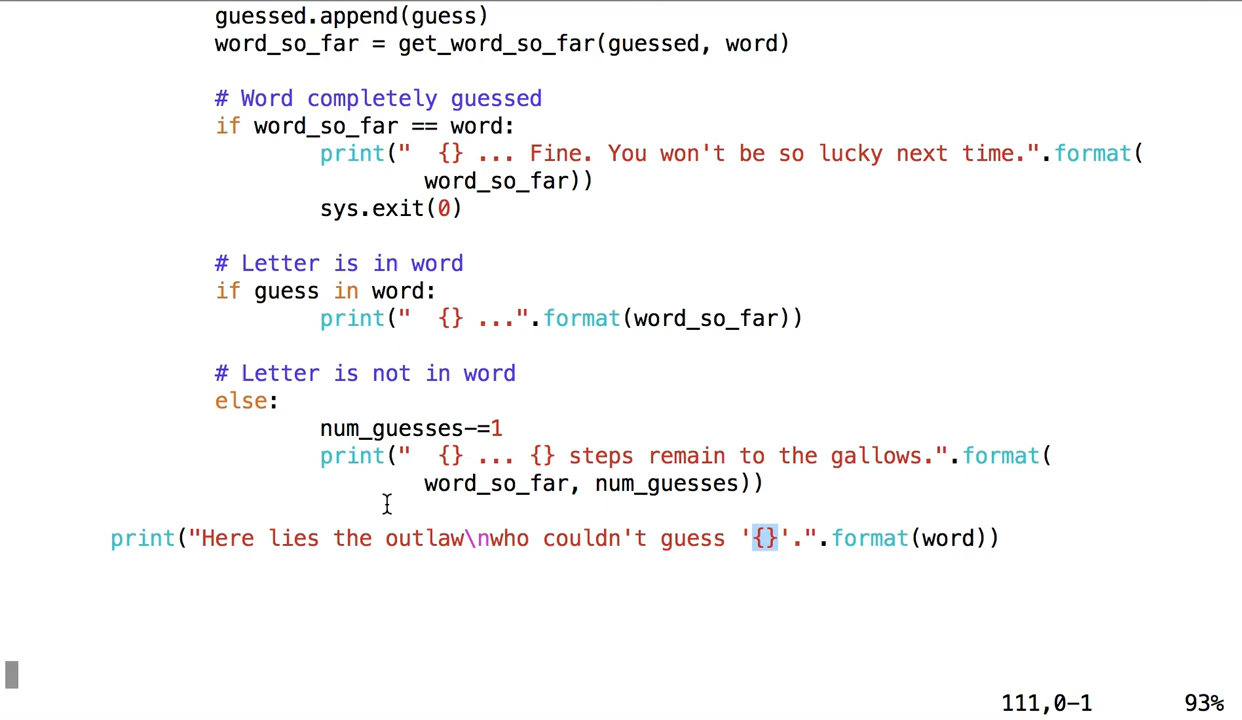 guessed.append(guess)
word_so_far = get_word_so_far(guessed, word)
# Word completely guessed
if word_so_far == word:
print("  {} ... Fine. You won't be so lucky next time.".format(
word_so_far))
sys.exit(0)
# Letter is in word
if guess in word:
print("  {} ...".format(word_so_far))
# Letter is not in word
else:
num_guesses-=1
print("  {} ... {} steps remain to the gallows.".format(
word_so_far, num_guesses))
print("Here lies the outlaw\nwho couldn't guess '{}'.".format(word))
111,0-1 93%